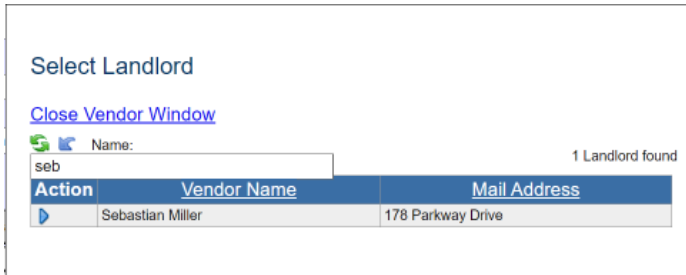 Select Landlord
Close Vendor Window
Name:
1 Landlord found
seb
Action Vendor Name Mail Address
Sebastian Miller 178 Parkway Drive